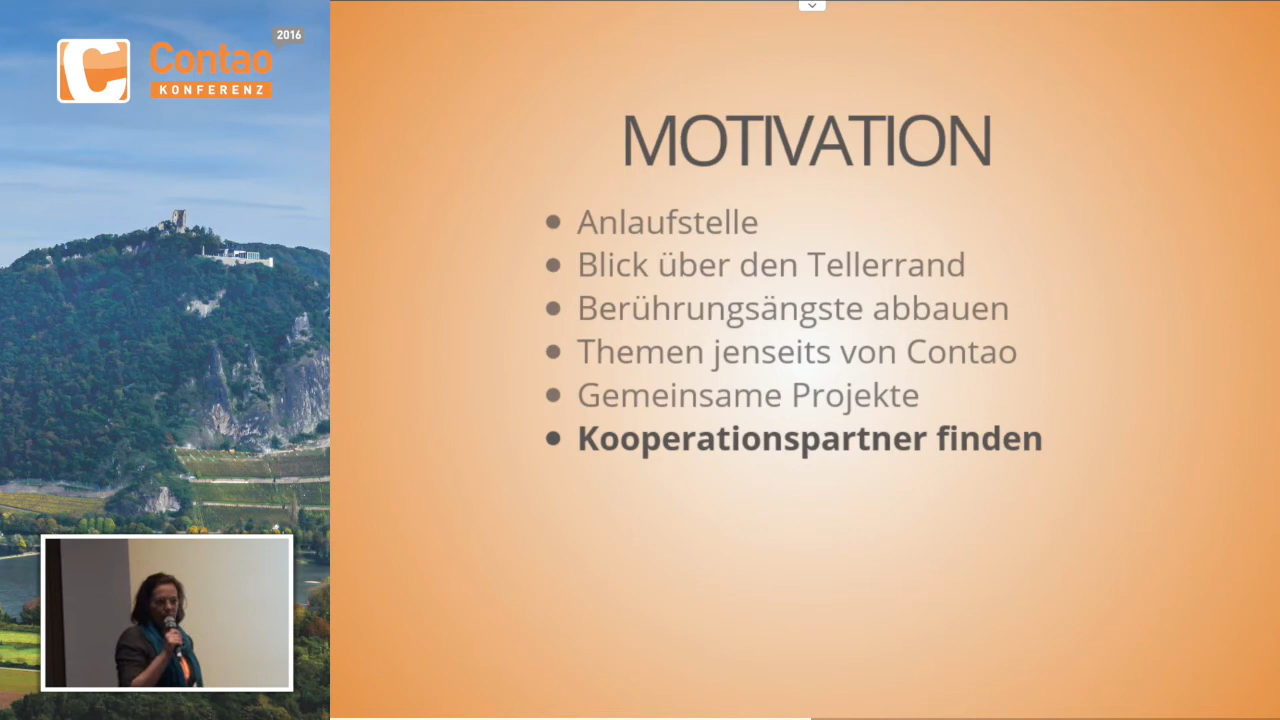 2016
Contao
KONFERENZ
MOTIVATION
Anlaufstelle
Blick über den Tellerrand
Berührungsängste abbauen
Themen jenseits von Contao
Gemeinsame Projekte
Kooperationspartner finden